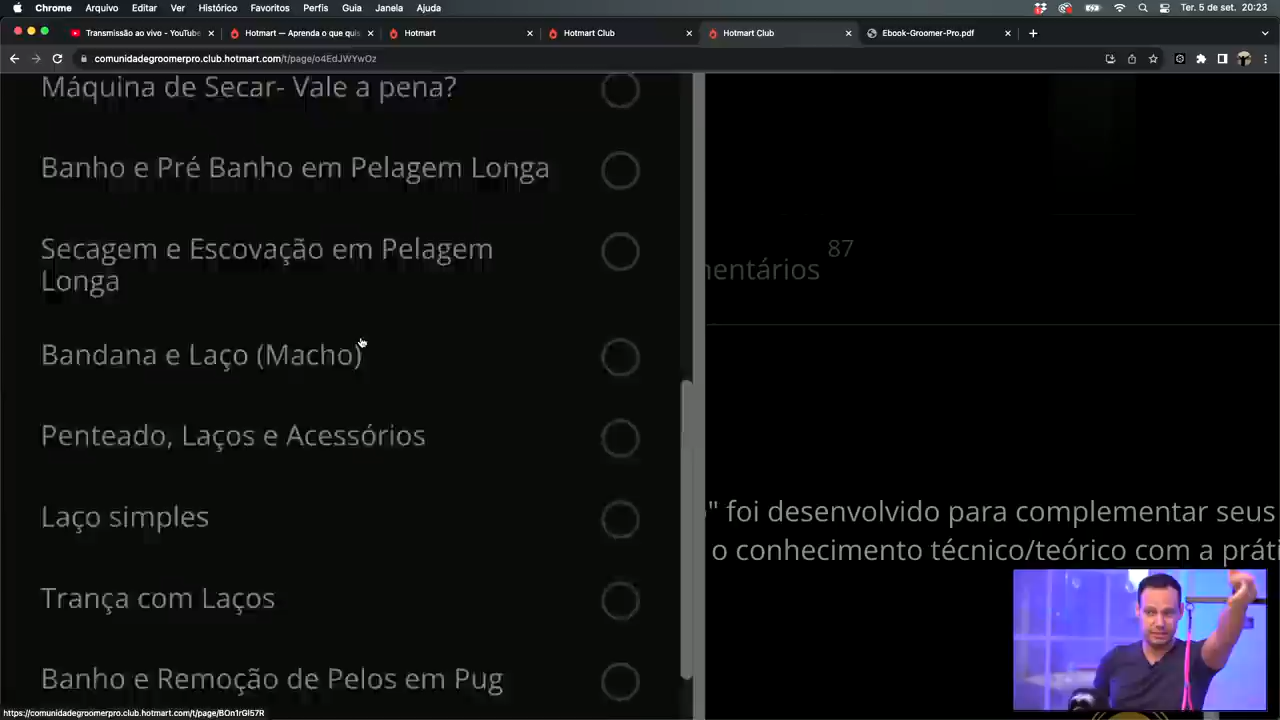 Chrome Arquivo Editar Ver Histórico Favoritos Perfis Guia Janela Ajuda Ter. 5 de set. 20:23
Transmissão ao vivo - YouTube Hotmart — Aprenda o que quis Hotmart Hotmart Club Hotmart Club Ebook-Groomer-Pro.pdf
comunidadegroomerpro.club.hotmart.com/t/page/o4EdJWYwOz
Máquina de Secar- Vale a pena?
Banho e Pré Banho em Pelagem Longa
Secagem e Escovação em Pelagem
Longa
Bandana e Laço (Macho)
Penteado, Laços e Acessórios
Laço simples
Trança com Laços
Banho e Remoção de Pelos em Pug
87
mentários
" foi desenvolvido para complementar seus
o conhecimento técnico/teórico com a práti
https://comunidadegroomerpro.club.hotmart.com/t/page/BOn1rGl57R